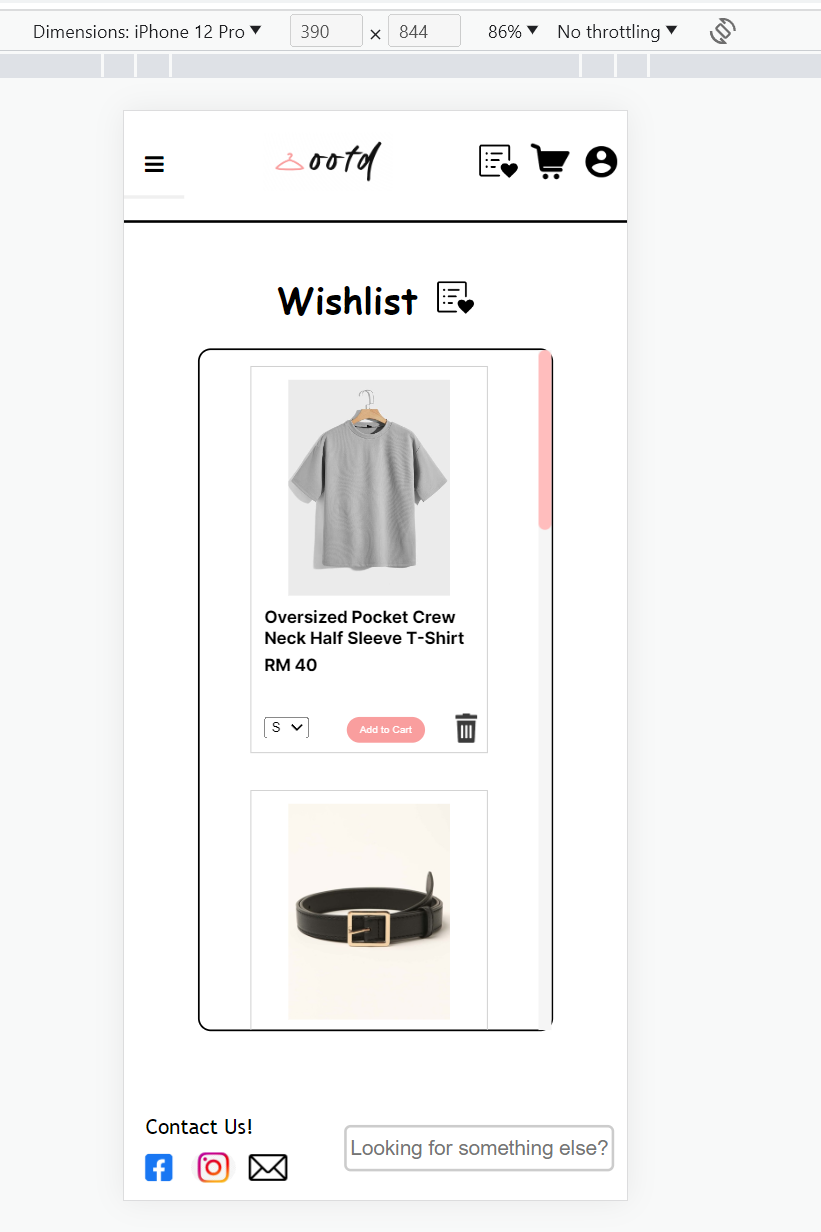 Dimensions: iPhone 12 Pro 390 × 844 86% No throttling
ootd
Wishlist
Oversized Pocket Crew
Neck Half Sleeve T-Shirt
RM 40
S Add to Cart
Contact Us!
Looking for something else?